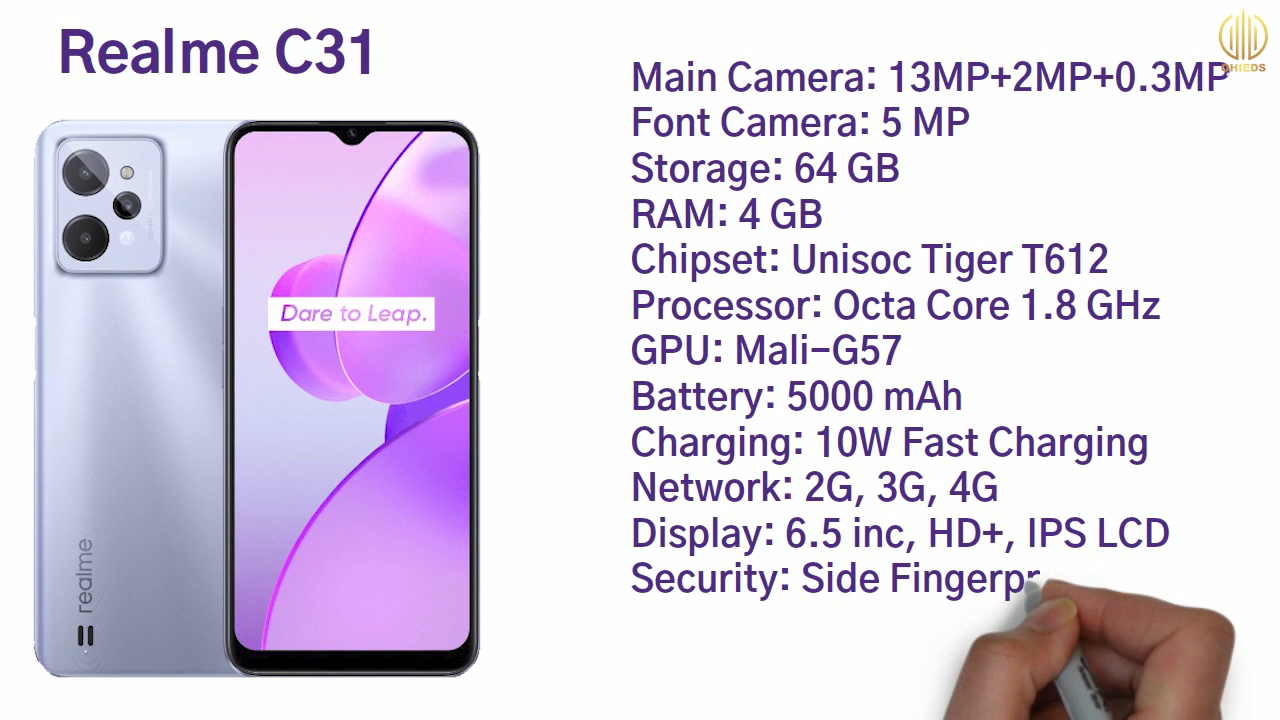 Realme C31
QHIEDS
Main Camera: 13MP+2MP+0.3MP
Font Camera: 5 MP
Storage: 64 GB
RAM: 4 GB
Chipset: Unisoc Tiger T612
Processor: Octa Core 1.8 GHz
GPU: Mali-G57
Battery: 5000 mAh
Charging: 10W Fast Charging
Network: 2G, 3G, 4G
Display: 6.5 inc, HD+, IPS LCD
Security: Side Fingerpr
Dare to Leap.
realme